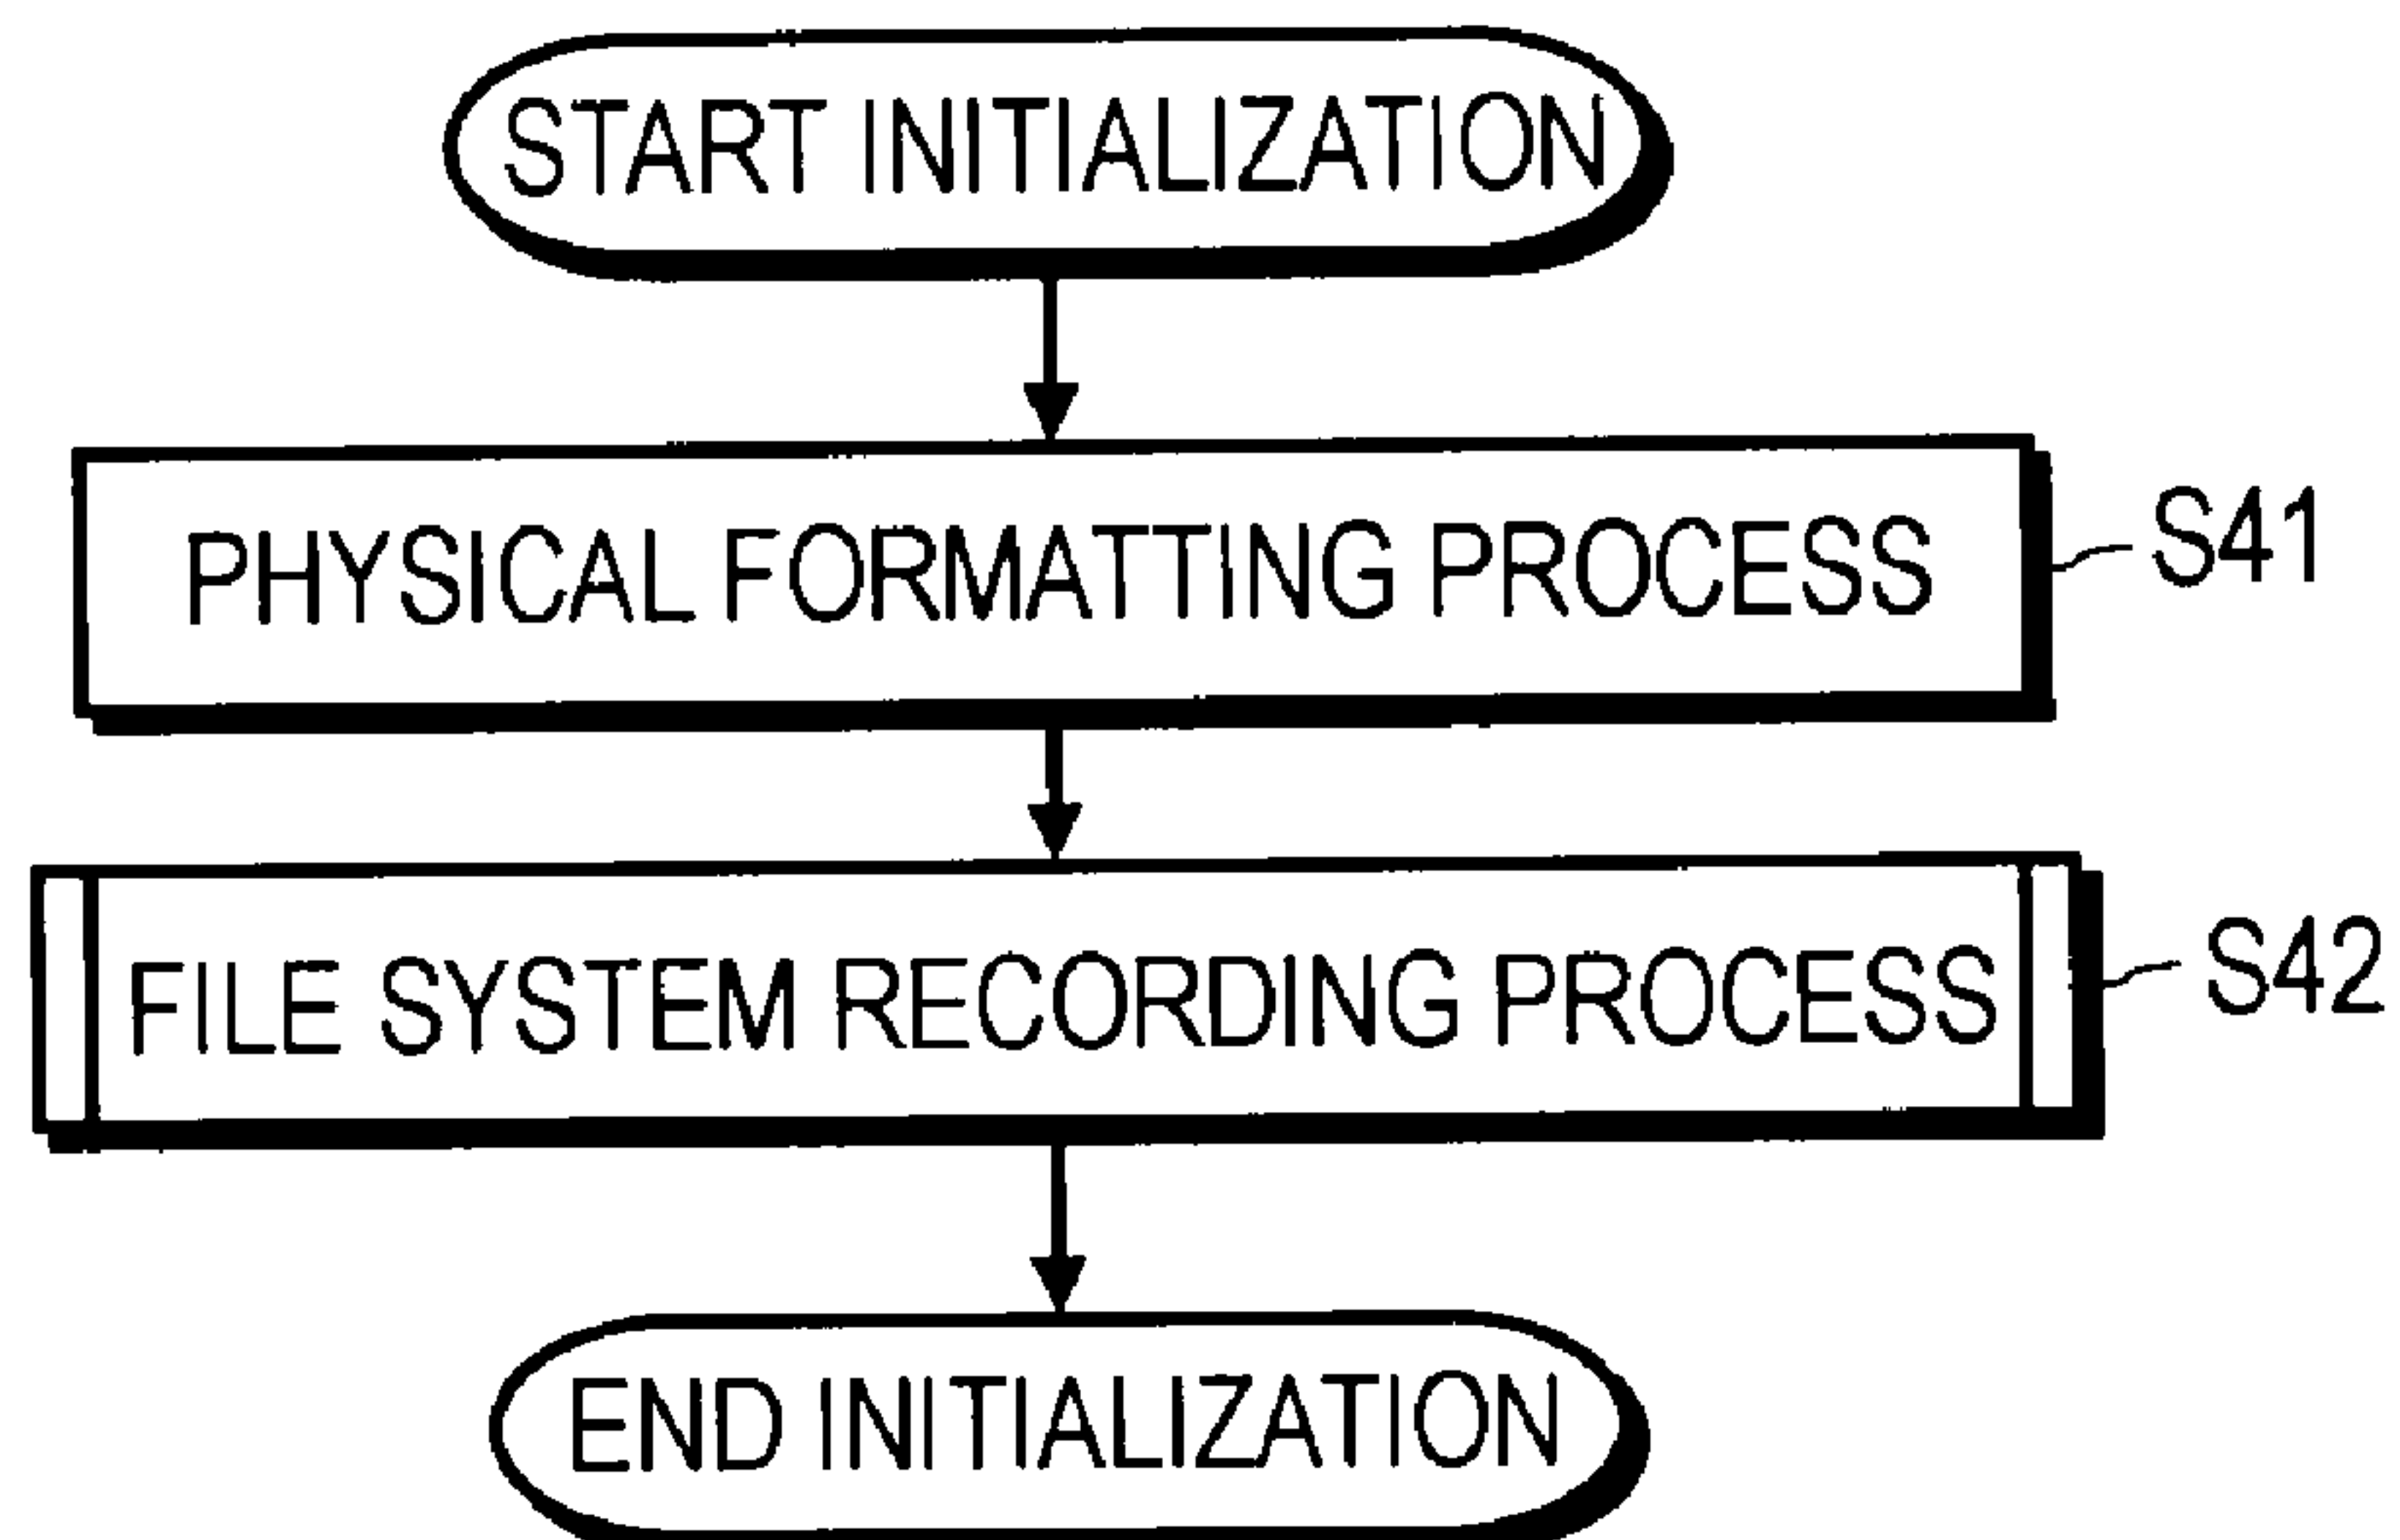 START INITIALIZATION
PHYSICAL FORMATTING PROCESS
S41
FILE SYSTEM RECORDING PROCESS
S42
END INITIALIZATION